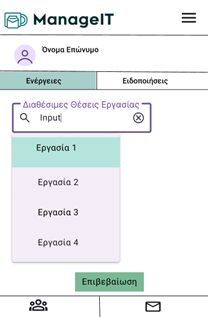 ManageIT
Όνομα Επώνυμο
Ενέργειες
Ειδοποιήσεις
Διαθέσιμες Θέσεις Εργασίας
Input
Εργασία 1
Εργασία 2
Εργασία 3
Εργασία 4
Επιβεβαίωση